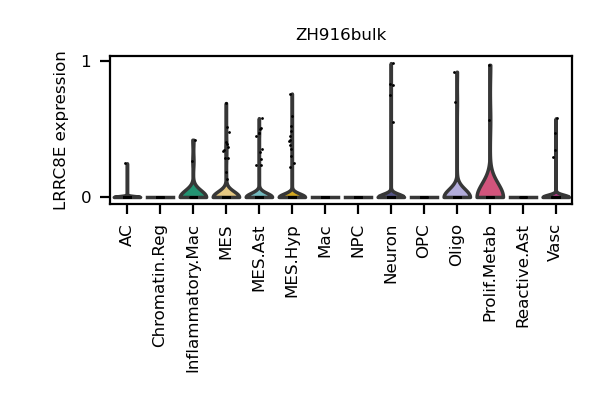 ZH916bulk
LRRC8E expression
1
0
AC
Chromatin.Reg
Inflammatory.Mac
MES
MES.Ast
MES.Hyp
Mac
NPC
Neuron
OPC
Oligo
Prolif.Metab
Reactive.Ast
Vasc